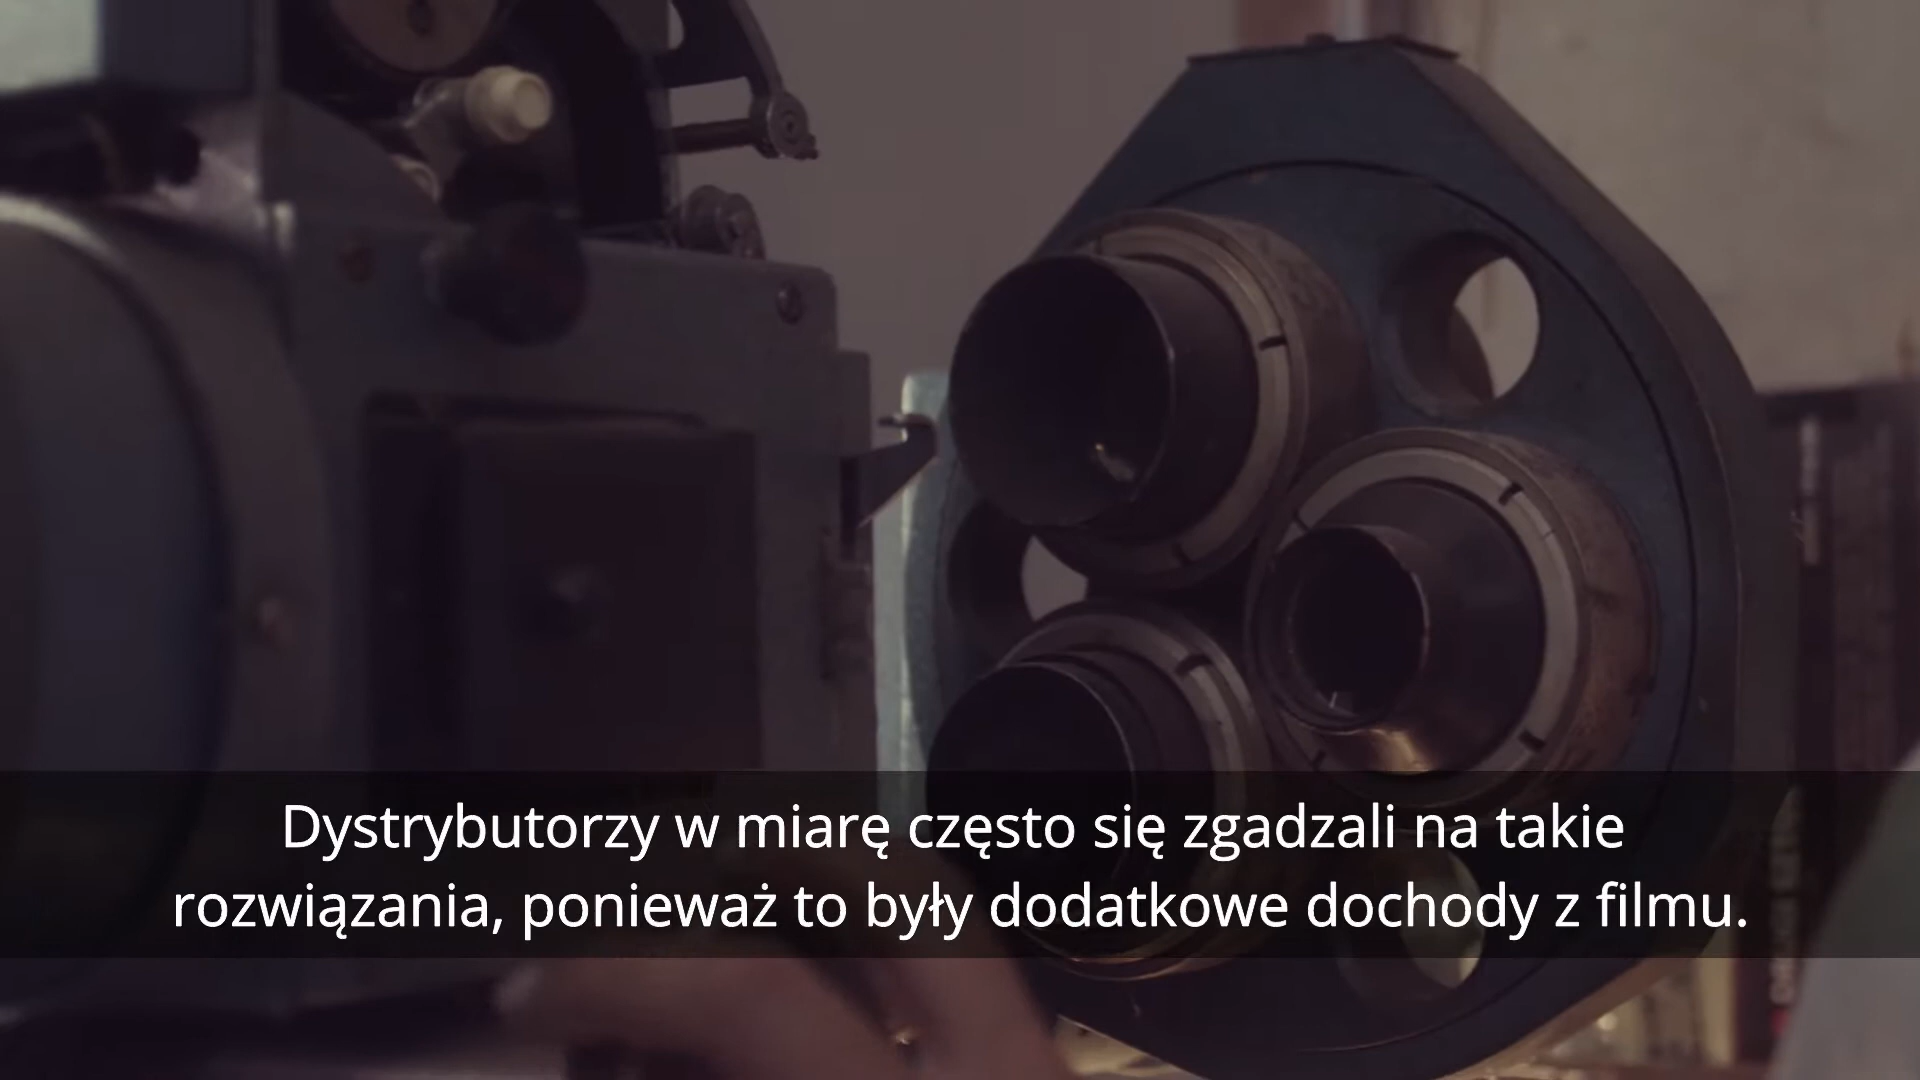 Dystrybutorzy w miarę często się zgadzali na takie
rozwiązania, ponieważ to były dodatkowe dochody z filmu.